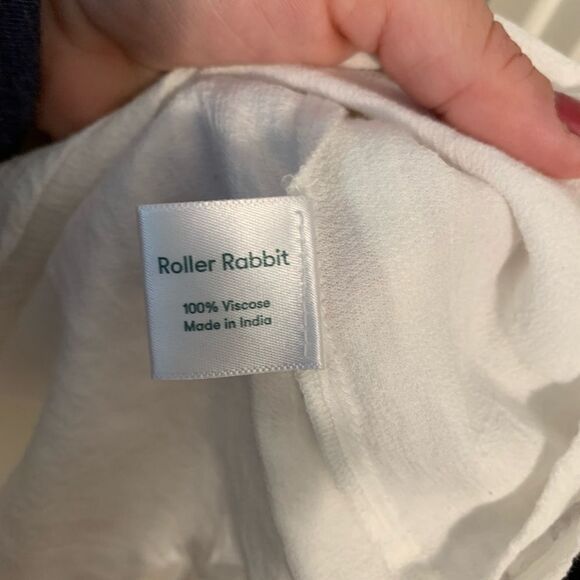 Roller Rabbit
100% Viscose
Made in India